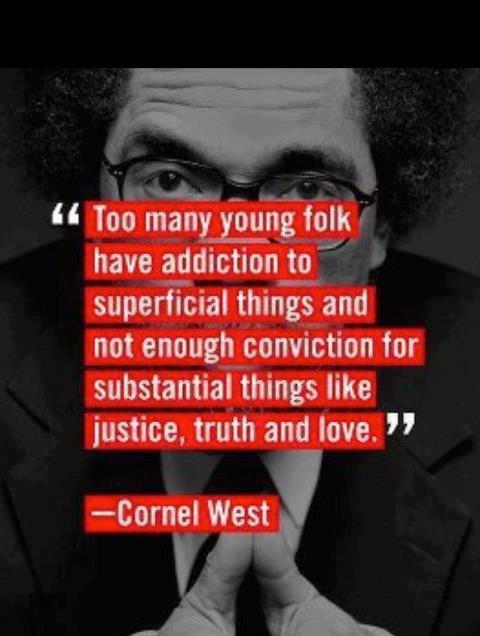 “ Too many young folk
have addiction to
superficial things and
not enough conviction for
substantial things like
justice, truth and love.”
—Cornel West